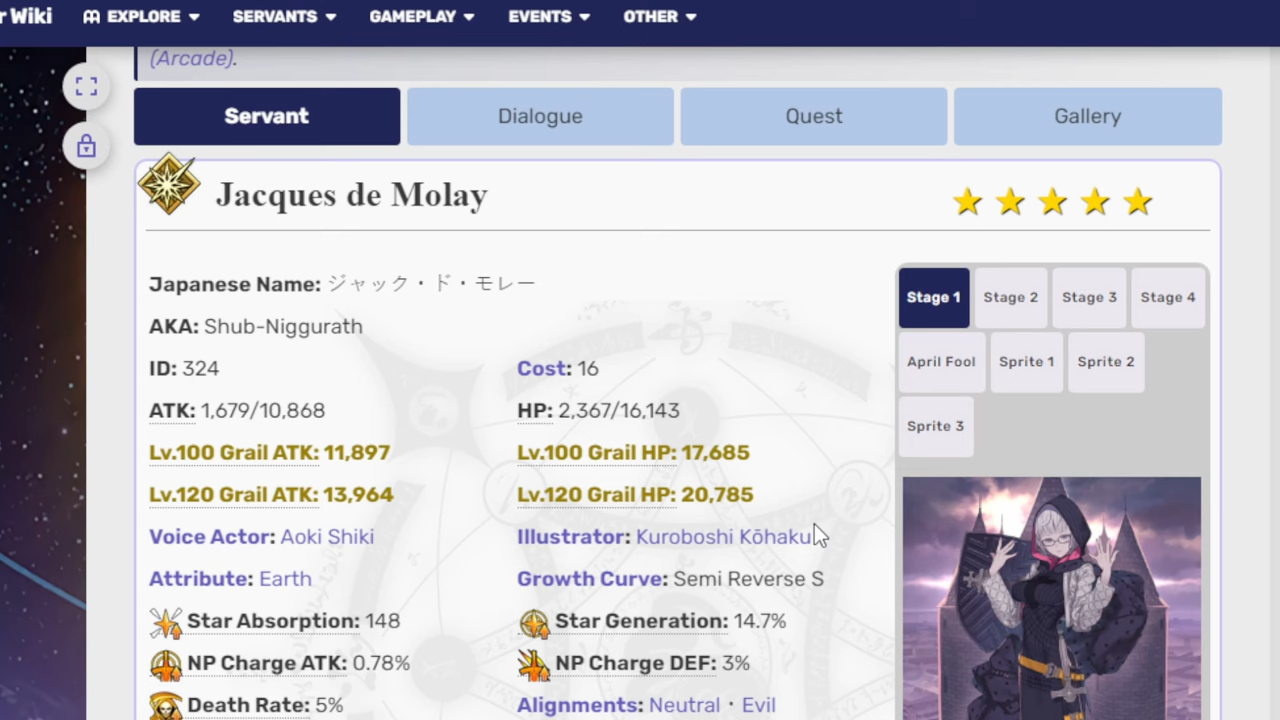 r Wiki EXPLORE SERVANTS GAMEPLAY EVENTS OTHER
(Arcade).
Servant Dialogue Quest Gallery
Jacques de Molay
Japanese Name: ジャック・ド・モレー
AKA: Shub-Niggurath
ID: 324 Cost: 16
ATK: 1,679/10,868 HP: 2,367/16,143
Lv.100 Grail ATK: 11,897 Lv.100 Grail HP: 17,685
Lv.120 Grail ATK: 13,964 Lv.120 Grail HP: 20,785
Voice Actor: Aoki Shiki Illustrator: Kuroboshi Kōhaku
Attribute: Earth Growth Curve: Semi Reverse S
Star Absorption: 148 Star Generation: 14.7%
NP Charge ATK: 0.78% NP Charge DEF: 3%
Death Rate: 5% Alignments: Neutral・Evil
Stage 1 Stage 2 Stage 3 Stage 4
April Fool Sprite 1 Sprite 2
Sprite 3